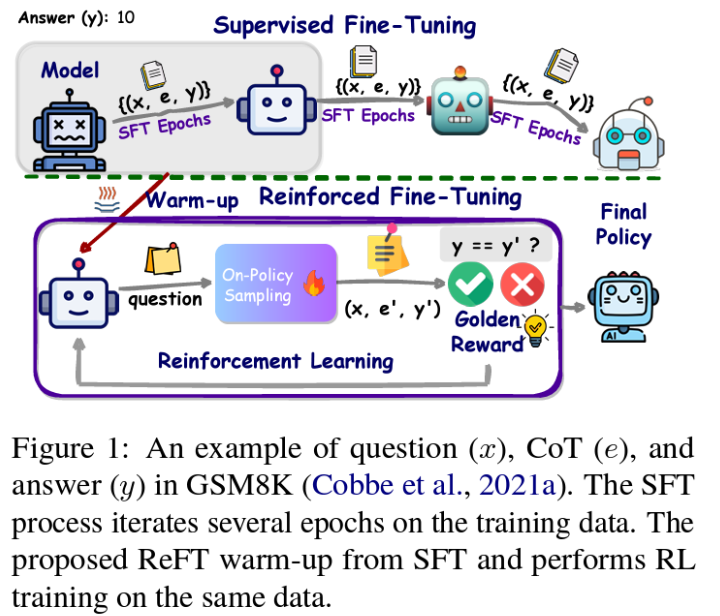 Answer (y): 10
Supervised Fine-Tuning
Model
{(x, e, y)}
SFT Epochs
{(x, e, y)}
SFT Epochs
{(x, e, y)}
SFT Epochs
Warm-up
Reinforced Fine-Tuning
Final
Policy
question
On-Policy
Sampling
(x, e', y')
y == y' ?
Golden
Reward
Reinforcement Learning
AI
Figure 1: An example of question (x), CoT (e), and
answer (y) in GSM8K (Cobbe et al., 2021a). The SFT
process iterates several epochs on the training data. The
proposed ReFT warm-up from SFT and performs RL
training on the same data.